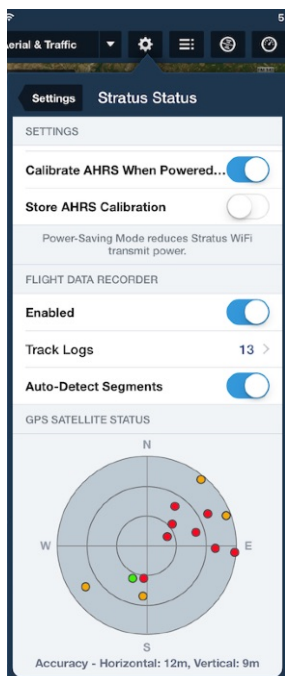 5
erial & Traffic
Settings
Stratus Status
SETTINGS
Calibrate AHRS When Powered...
Store AHRS Calibration
Power-Saving Mode reduces Stratus WiFi
transmit power.
FLIGHT DATA RECORDER
Enabled
Track Logs 13
Auto-Detect Segments
GPS SATELLITE STATUS
N
W
E
S
Accuracy - Horizontal: 12m, Vertical: 9m